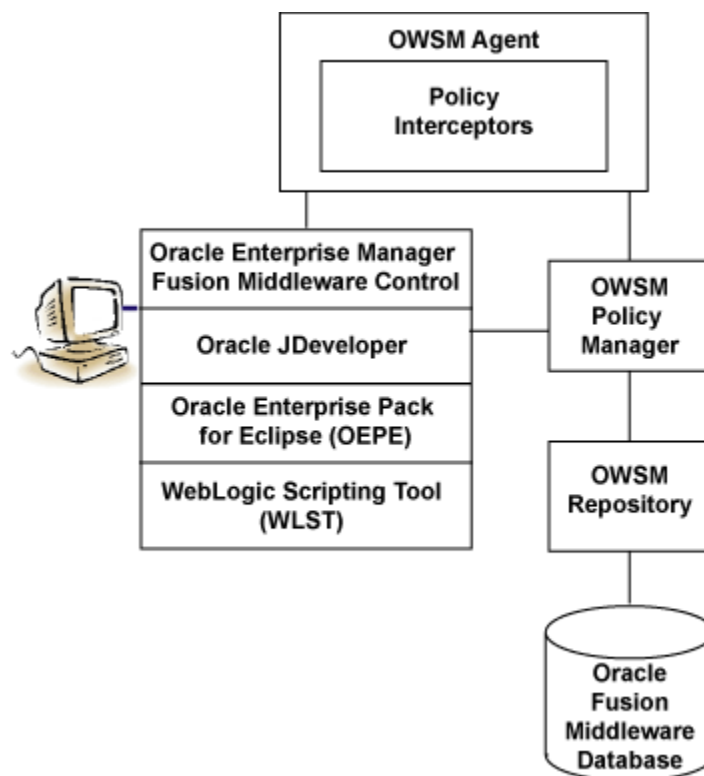 OWSM Agent
Policy
Interceptors
Oracle Enterprise Manager
Fusion Middleware Control
Oracle JDeveloper
Oracle Enterprise Pack
for Eclipse (OEPE)
WebLogic Scripting Tool
(WLST)
OWSM
Policy
Manager
OWSM
Repository
Oracle
Fusion
Middleware
Database